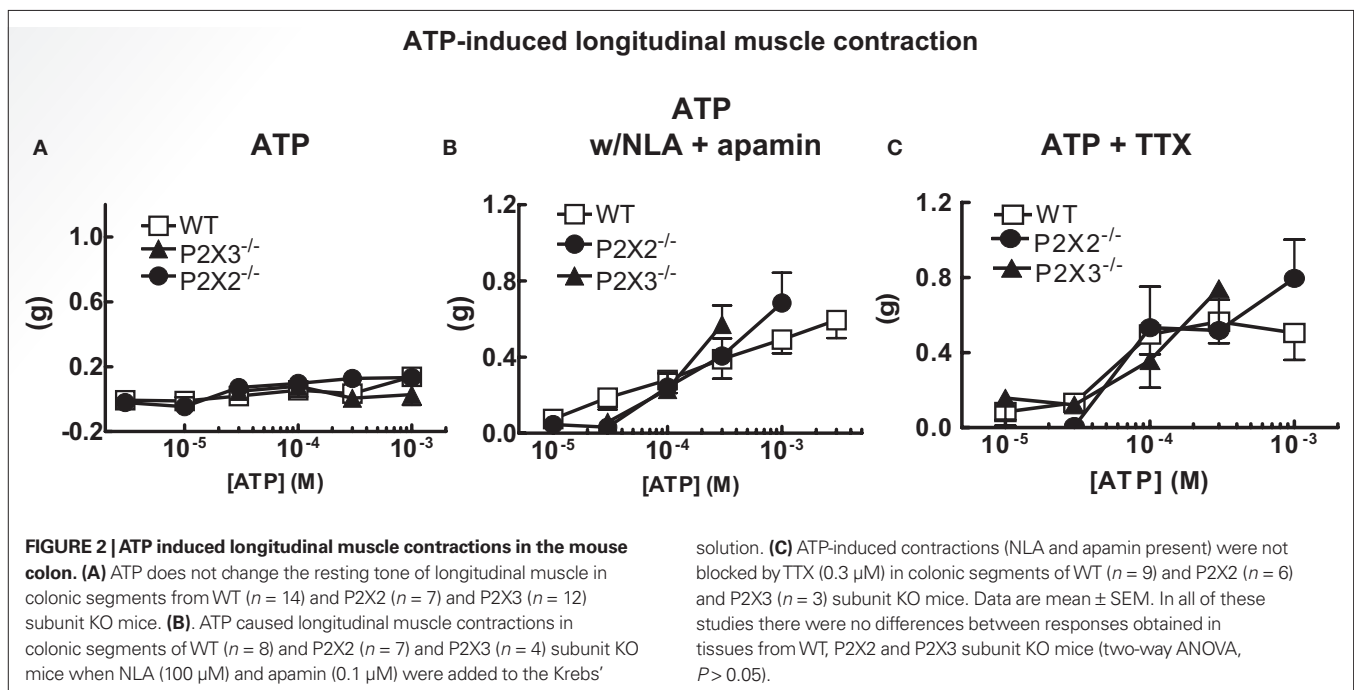 ATP-induced longitudinal muscle contraction
A
ATP
WT
P2X3-/-
P2X2-/-
1.0
0.6
0.2
-0.2
(g)
10-5
10-4
10-3
[ATP] (M)
B
ATP
w/NLA + apamin
WT
P2X2-/-
P2X3-/-
1.2
0.8
0.4
0.0
(g)
10-5
10-4
10-3
[ATP] (M)
C
ATP + TTX
WT
P2X2-/-
P2X3-/-
1.2
0.8
0.4
0.0
(g)
10-5
10-4
10-3
[ATP] (M)
FIGURE 2 | ATP induced longitudinal muscle contractions in the mouse
colon. (A) ATP does not change the resting tone of longitudinal muscle in
colonic segments from WT (n = 14) and P2X2 (n = 7) and P2X3 (n = 12)
subunit KO mice. (B). ATP caused longitudinal muscle contractions in
colonic segments of WT (n = 8) and P2X2 (n = 7) and P2X3 (n = 4) subunit KO
mice when NLA (100 µM) and apamin (0.1 µM) were added to the Krebs'
solution. (C) ATP-induced contractions (NLA and apamin present) were not
blocked by TTX (0.3 µM) in colonic segments of WT (n = 9) and P2X2 (n = 6)
and P2X3 (n = 3) subunit KO mice. Data are mean ± SEM. In all of these
studies there were no differences between responses obtained in
tissues from WT, P2X2 and P2X3 subunit KO mice (two-way ANOVA,
P > 0.05).